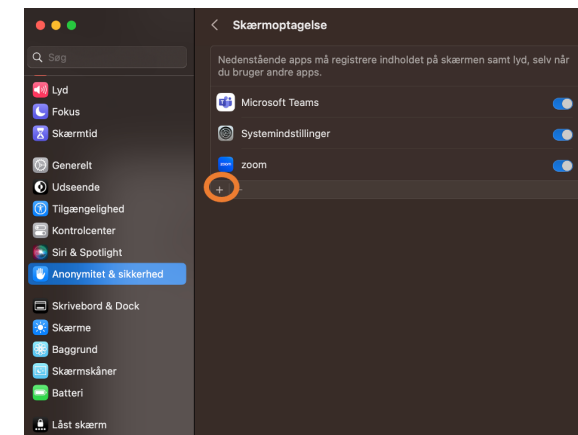 Skærmoptagelse
Søg
Nedenstående apps må registrere indholdet på skærmen samt lyd, selv når
du bruger andre apps.
Lyd
Fokus
Skærmtid
Generelt
Udseende
Tilgængelighed
Kontrolcenter
Siri & Spotlight
Anonymitet & sikkerhed
Skrivebord & Dock
Skærme
Baggrund
Skærmskåner
Batteri
Låst skærm
Microsoft Teams
Systemindstillinger
zoom zoom
+ -